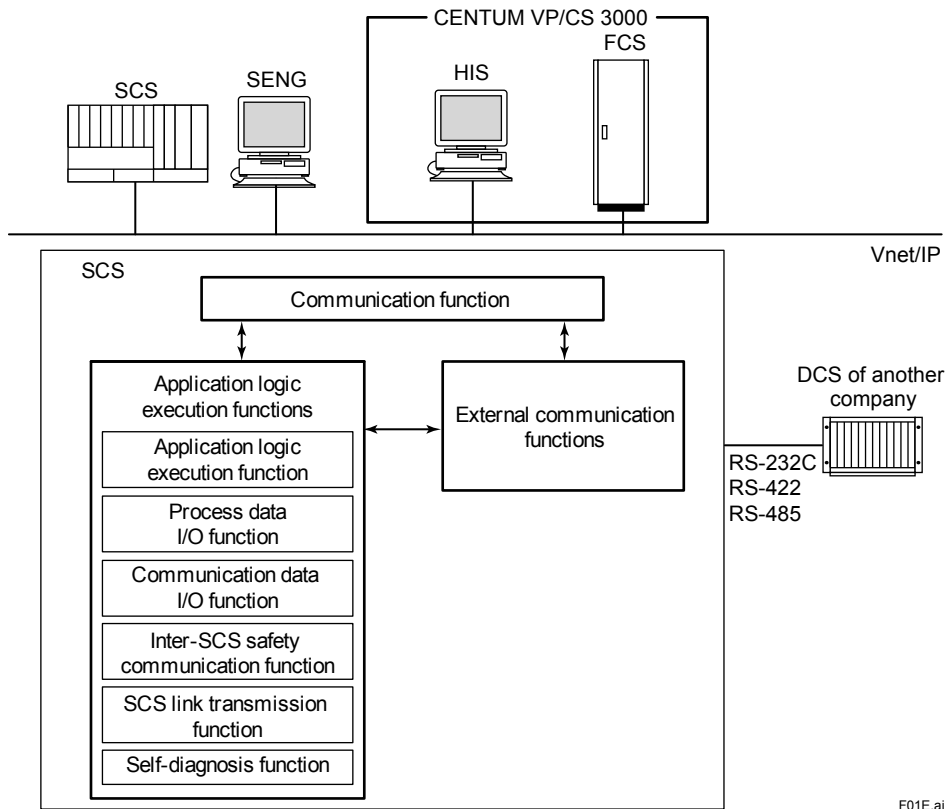 CENTUM VP/CS 3000
FCS
HIS
SENG
SCS
Vnet/IP
SCS
Communication function
Application logic
execution functions
Application logic
execution function
Process data
I/O function
Communication data
I/O function
Inter-SCS safety
communication function
SCS link transmission
function
Self-diagnosis function
External communication
functions
DCS of another
company
RS-232C
RS-422
RS-485
F01E.ai